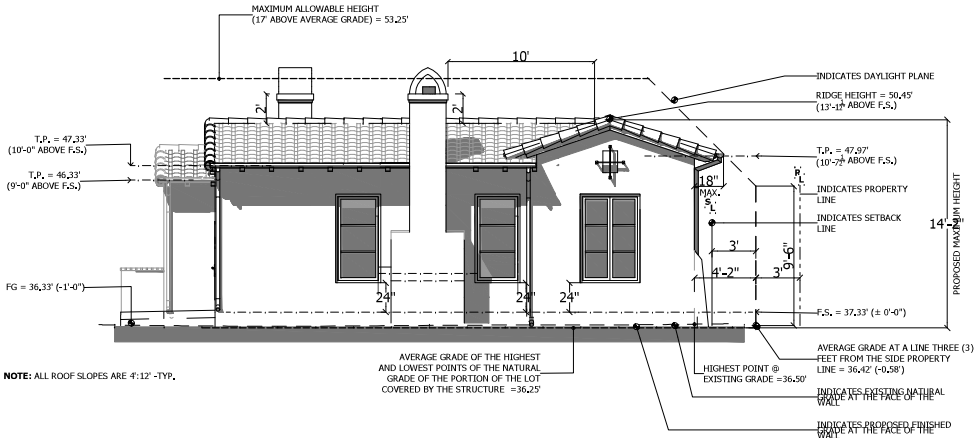 MAXIMUM ALLOWABLE HEIGHT
(17' ABOVE AVERAGE GRADE) = 53.25'
10'
2'
2'
INDICATES DAYLIGHT PLANE
RIDGE HEIGHT = 50.45'
ABOVE F.S.)
T.P. = 47.33'
(10'-0" ABOVE F.S.)
T.P. = 46.33'
(9'-0" ABOVE F.S.)
T.P. = 47.97'
ABOVE F.S.)
18"
MAX.
S
L
P
L
INDICATES PROPERTY
LINE
INDICATES SETBACK
LINE
PROPOSED MAXIMUM HEIGHT
3'
9'-6"
4'-2"
3'
FG = 36.33' (-1'-0")
24"
24"
24"
F.S. = 37.33' (± 0'-0")
NOTE: ALL ROOF SLOPES ARE 4':12' -TYP.
AVERAGE GRADE OF THE HIGHEST
AND LOWEST POINTS OF THE NATURAL
GRADE OF THE PORTION OF THE LOT
COVERED BY THE STRUCTURE =36.25'
HIGHEST POINT @
EXISTING GRADE =36.50'
AVERAGE GRADE AT A LINE THREE (3)
FEET FROM THE SIDE PROPERTY
LINE = 36.42' (-0.58')
INDICATES EXISTING NATURAL
GRADE AT THE FACE OF THE
WALL
INDICATES PROPOSED FINISHED
GRADE AT THE FACE OF THE
WALL